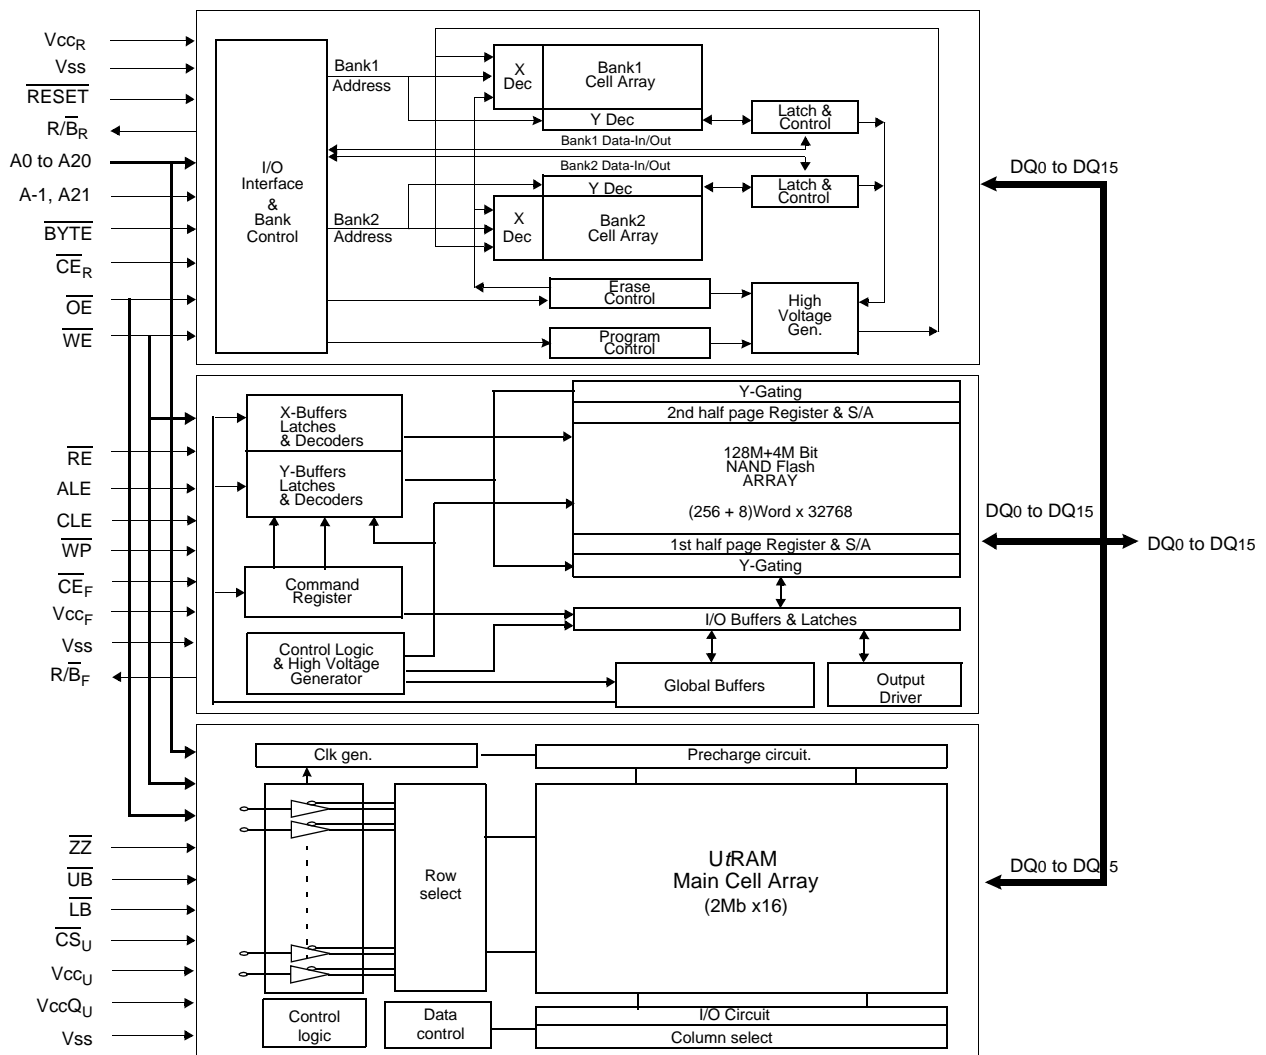 VccR
Vss
RESET
R/BR
A0 to A20
A-1, A21
BYTE
CER
OE
WE
I/O
Interface
&
Bank
Control
Bank1
Address
X
Dec
Bank1
Cell Array
Y Dec
Latch &
Control
Bank1 Data-In/Out
Bank2 Data-In/Out
Y Dec
Latch &
Control
Bank2
Address
X
Dec
Bank2
Cell Array
Erase
Control
High
Voltage
Gen.
Program
Control
DQ0 to DQ15
RE
ALE
CLE
WP
CEF
VccF
Vss
R/BF
X-Buffers
Latches
& Decoders
Y-Buffers
Latches
& Decoders
Command
Register
Control Logic
& High Voltage
Generator
Y-Gating
2nd half page Register & S/A
128M+4M Bit
NAND Flash
ARRAY
(256 + 8)Word x 32768
1st half page Register & S/A
Y-Gating
I/O Buffers & Latches
Global Buffers
Output
Driver
DQ0 to DQ15
DQ0 to DQ15
ZZ
UB
LB
CSU
VccU
VccQU
Vss
Clk gen.
Precharge circuit.
Row
select
UtRAM
Main Cell Array
(2Mb x16)
Control
logic
Data
control
I/O Circuit
Column select
DQ0 to DQ15